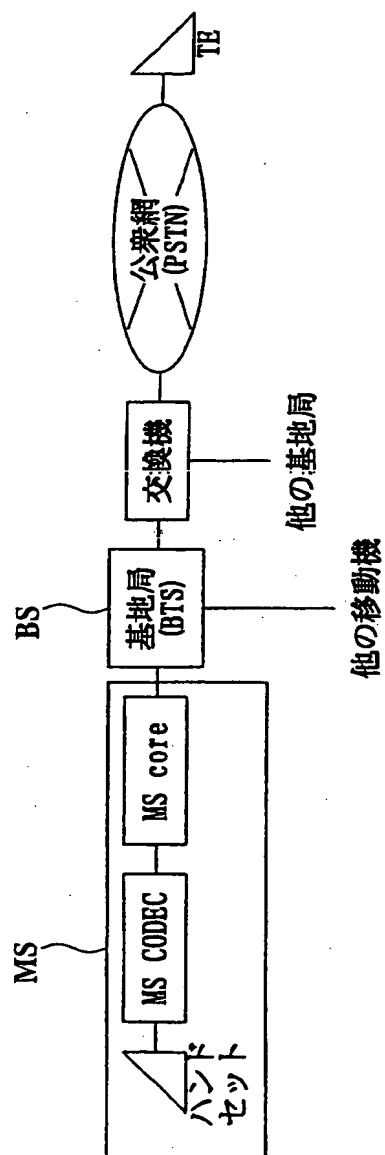 MS
ハンド
セット
MS CODEC
MS core
BS
基地局
(BTS)
他の移動機
交換機
他の基地局
公衆網
(PSTN)
TE